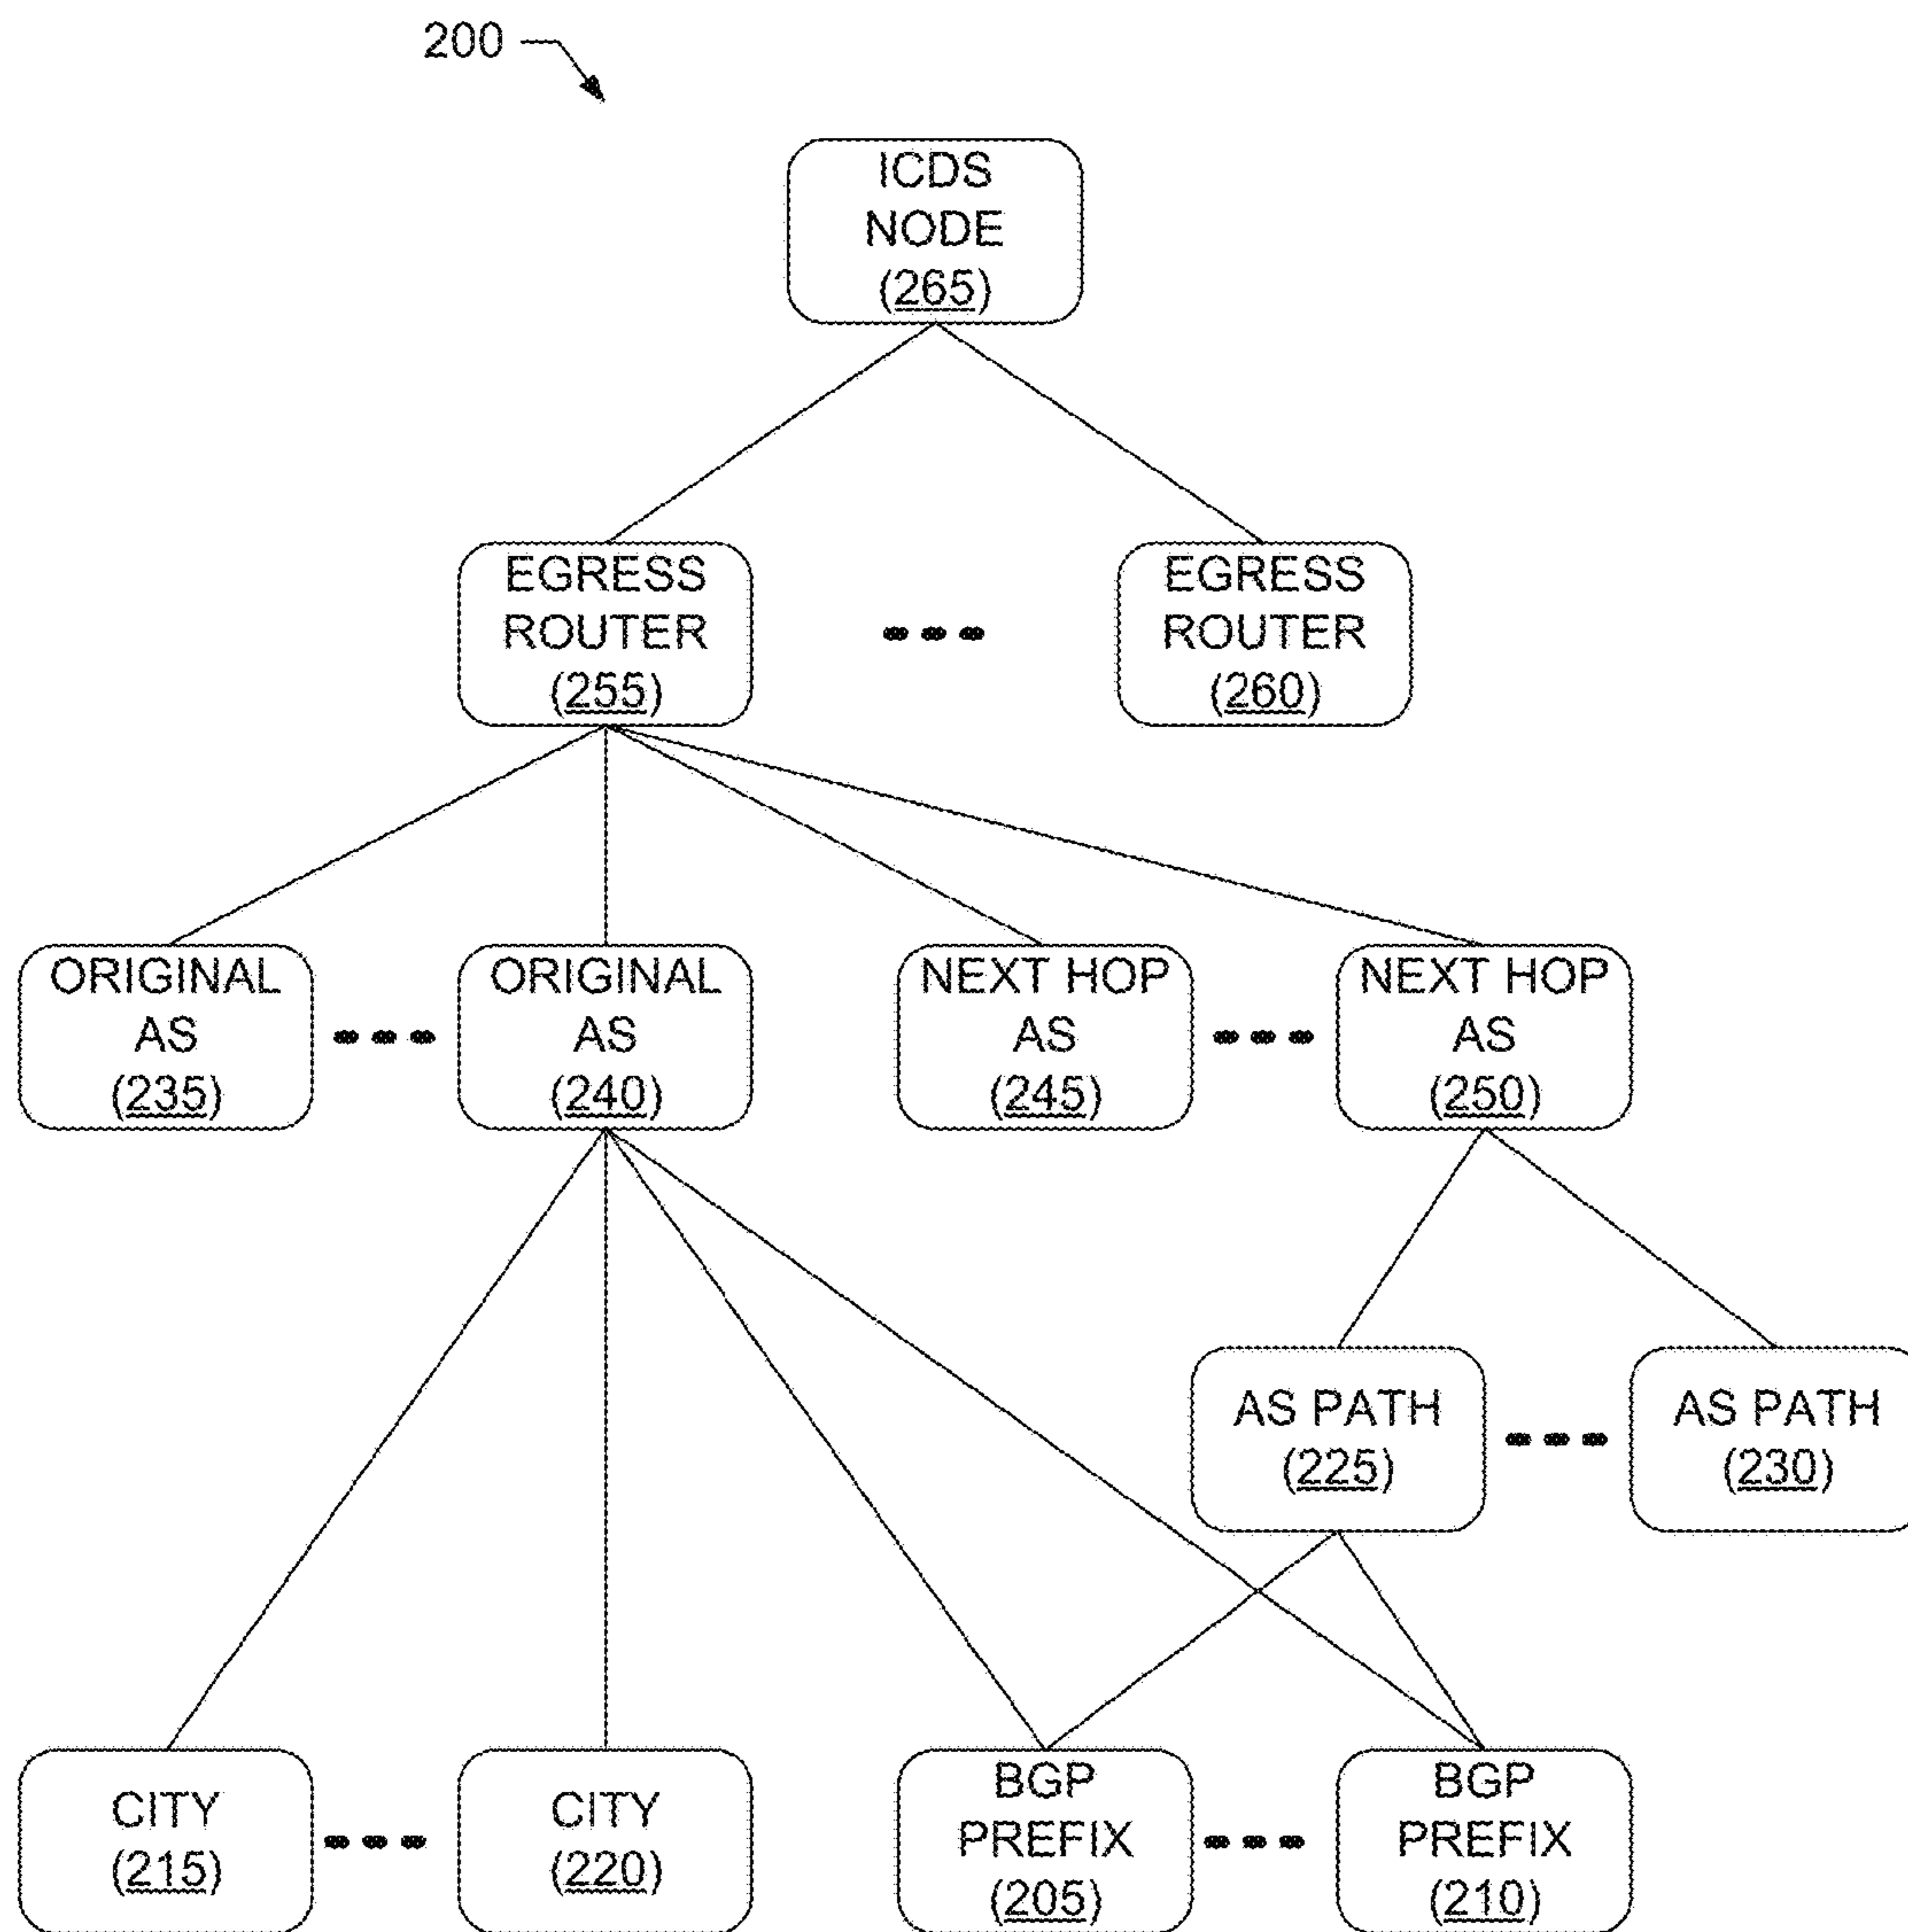 200
ICDS
NODE
(265)
EGRESS
ROUTER
(255)
EGRESS
ROUTER
(260)
ORIGINAL
AS
(235)
ORIGINAL
AS
(240)
NEXT HOP
AS
(245)
NEXT HOP
AS
(250)
AS PATH
(225)
AS PATH
(230)
CITY
(215)
CITY
(220)
BGP
PREFIX
(205)
BGP
PREFIX
(210)